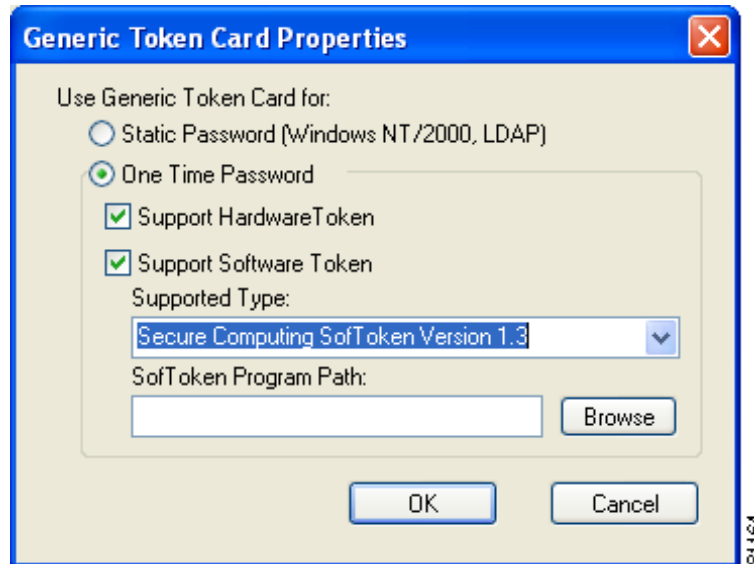 Generic Token Card Properties
Use Generic Token Card for:
Static Password (Windows NT/2000, LDAP)
One Time Password
Support HardwareToken
Support Software Token
Supported Type:
Secure Computing SofToken Version 1.3
SofToken Program Path:
Browse
OK
Cancel